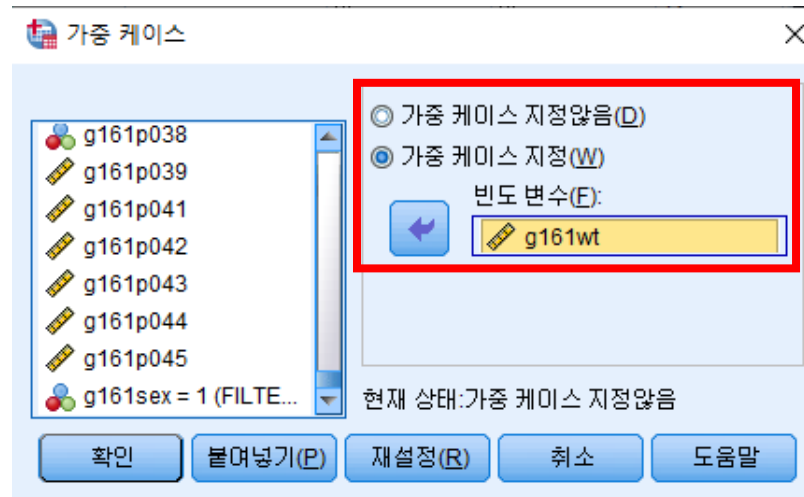 가중 케이스
g161p038
g161p039
g161p041
g161p042
g161p043
g161p044
g161p045
g161sex = 1 (FILTE...
가중 케이스 지정않음(D)
가중 케이스 지정(W)
빈도 변수(F):
g161wt
현재 상태:가중 케이스 지정않음
확인
붙여넣기(P)
재설정(R)
취소
도움말